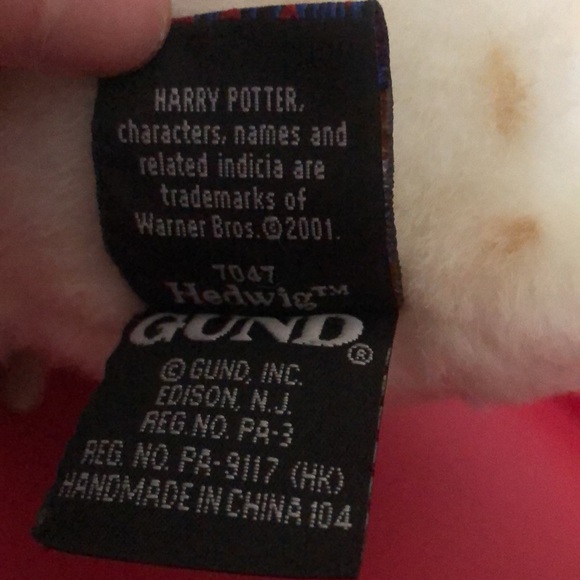 HARRY POTTER,
characters, names and
related indicia are
trademarks of
Warner Bros.©2001.
7047
Hedwig™
GUND
®
© GUND, INC.
EDISON, N.J.
REG.NO. PA-3
REG. NO. PA-9117 (HK)
HANDMADE IN CHINA 104